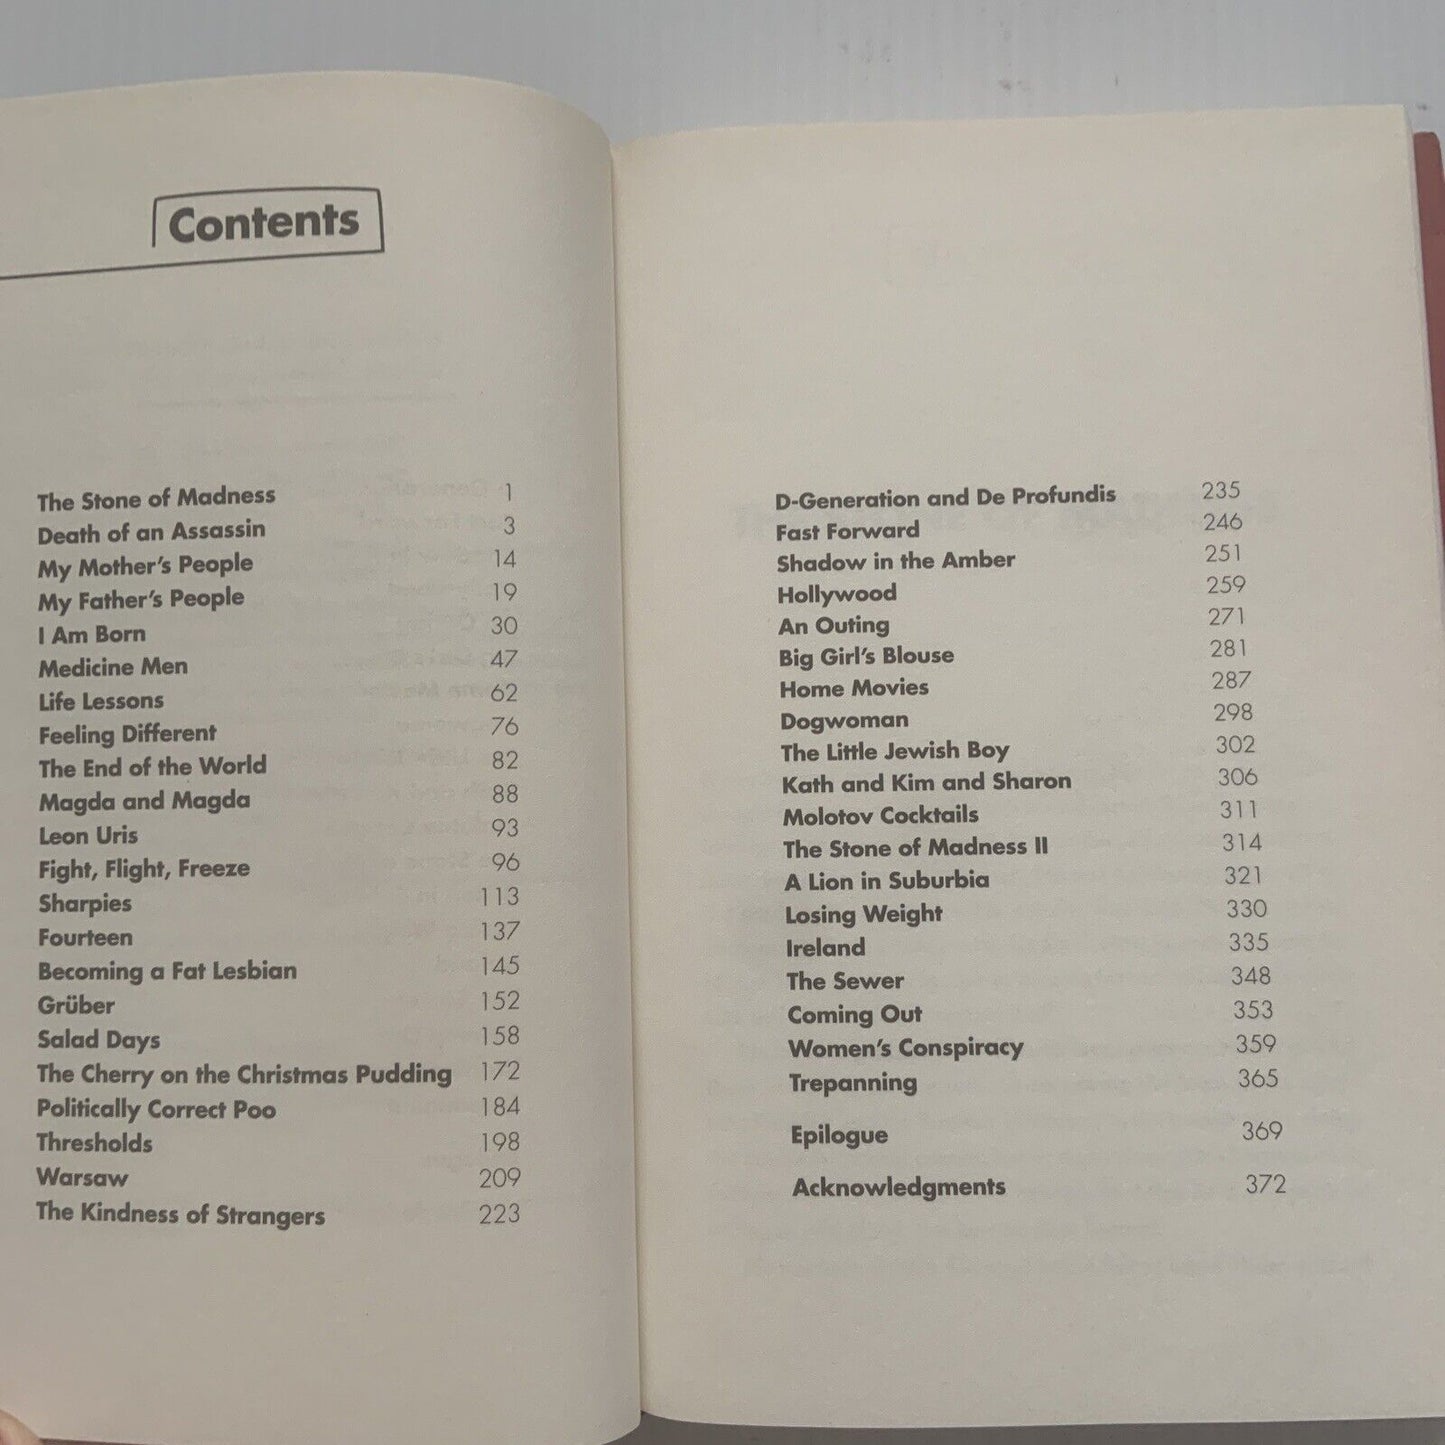 Contents
The Stone of Madness 1
Death of an Assassin 3
My Mother's People 14
My Father's People 19
I Am Born 30
Medicine Men 47
Life Lessons 62
Feeling Different 76
The End of the World 82
Magda and Magda 88
Leon Uris 93
Fight, Flight, Freeze 96
Sharpies 113
Fourteen 137
Becoming a Fat Lesbian 145
Grüber 152
Salad Days 158
The Cherry on the Christmas Pudding 172
Politically Correct Poo 184
Thresholds 198
Warsaw 209
The Kindness of Strangers 223
D-Generation and De Profundis 235
Fast Forward 246
Shadow in the Amber 251
Hollywood 259
An Outing 271
Big Girl's Blouse 281
Home Movies 287
Dogwoman 298
The Little Jewish Boy 302
Kath and Kim and Sharon 306
Molotov Cocktails 311
The Stone of Madness II 314
A Lion in Suburbia 321
Losing Weight 330
Ireland 335
The Sewer 348
Coming Out 353
Women's Conspiracy 359
Trepanning 365
Epilogue 369
Acknowledgments 372